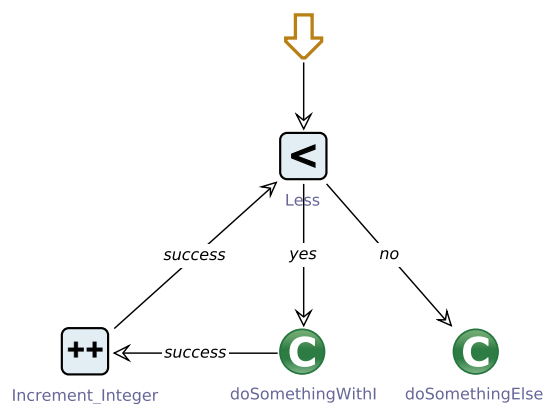 <
Less
success
yes
no
++
C
C
success
Increment_Integer
doSomethingWithI
doSomethingElse